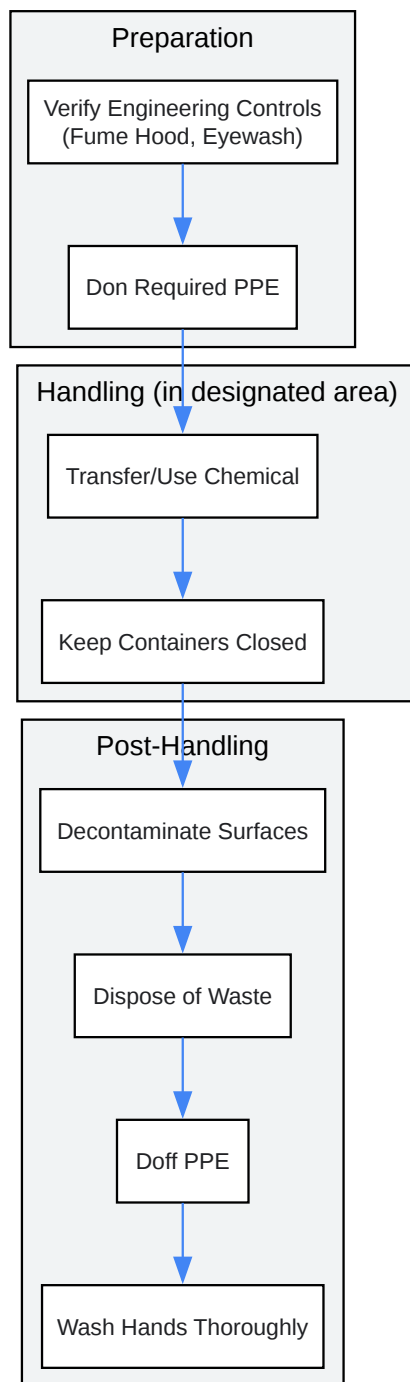 Preparation
Verify Engineering Controls
(Fume Hood, Eyewash)
Don Required PPE
Handling (in designated area)
Transfer/Use Chemical
Keep Containers Closed
Post-Handling
Decontaminate Surfaces
Dispose of Waste
Doff PPE
Wash Hands Thoroughly